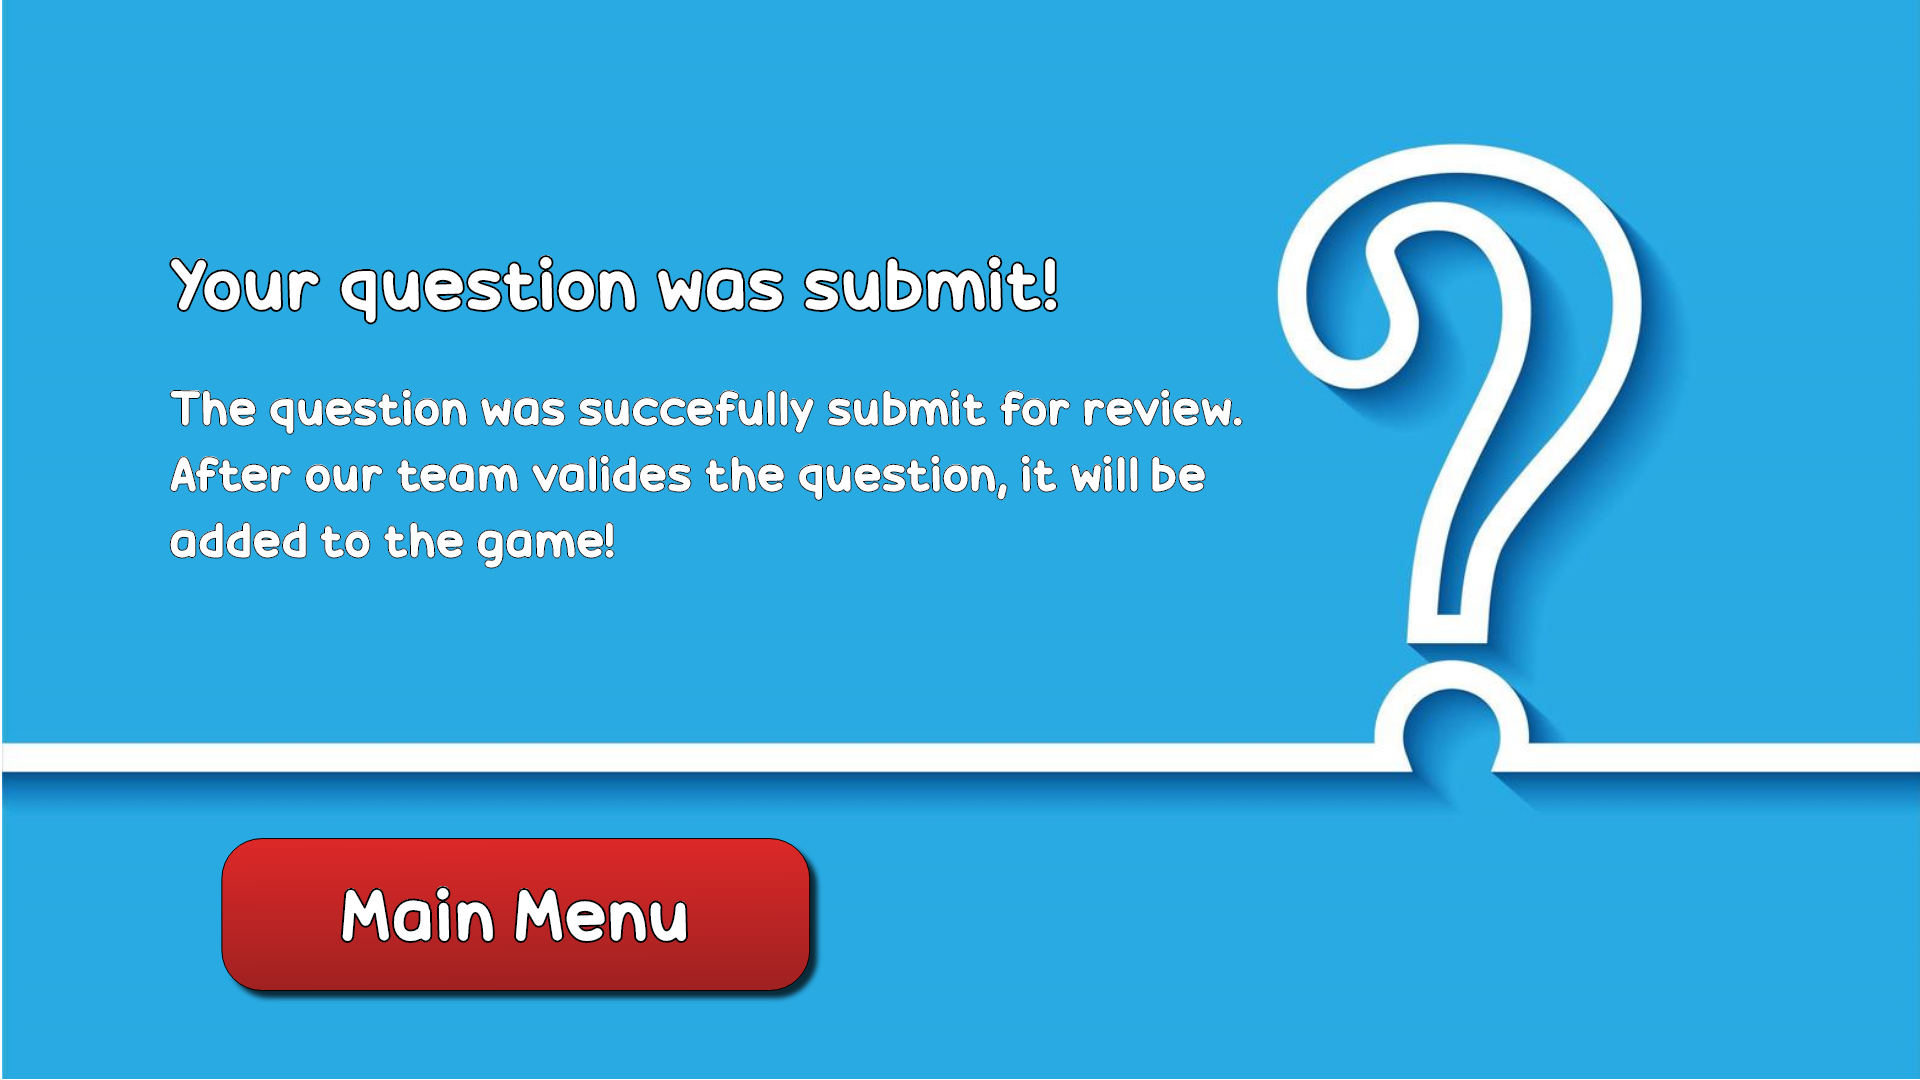 Your question was submit!
The question was succefully submit for review.
After our team valides the question, it will be
added to the game!
Main Menu